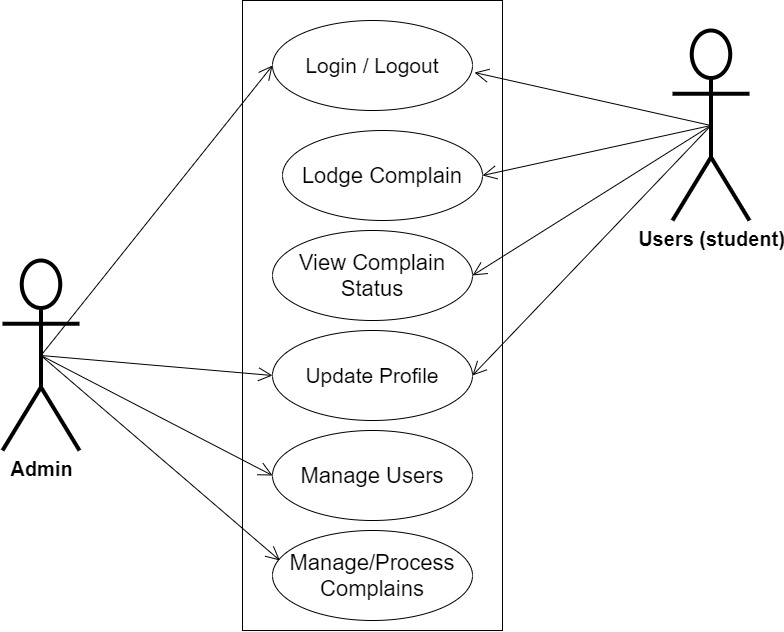 Login / Logout
Lodge Complain
Users (student)
View Complain
Status
Update Profile
Admin
Manage Users
Manage/Process
Complains